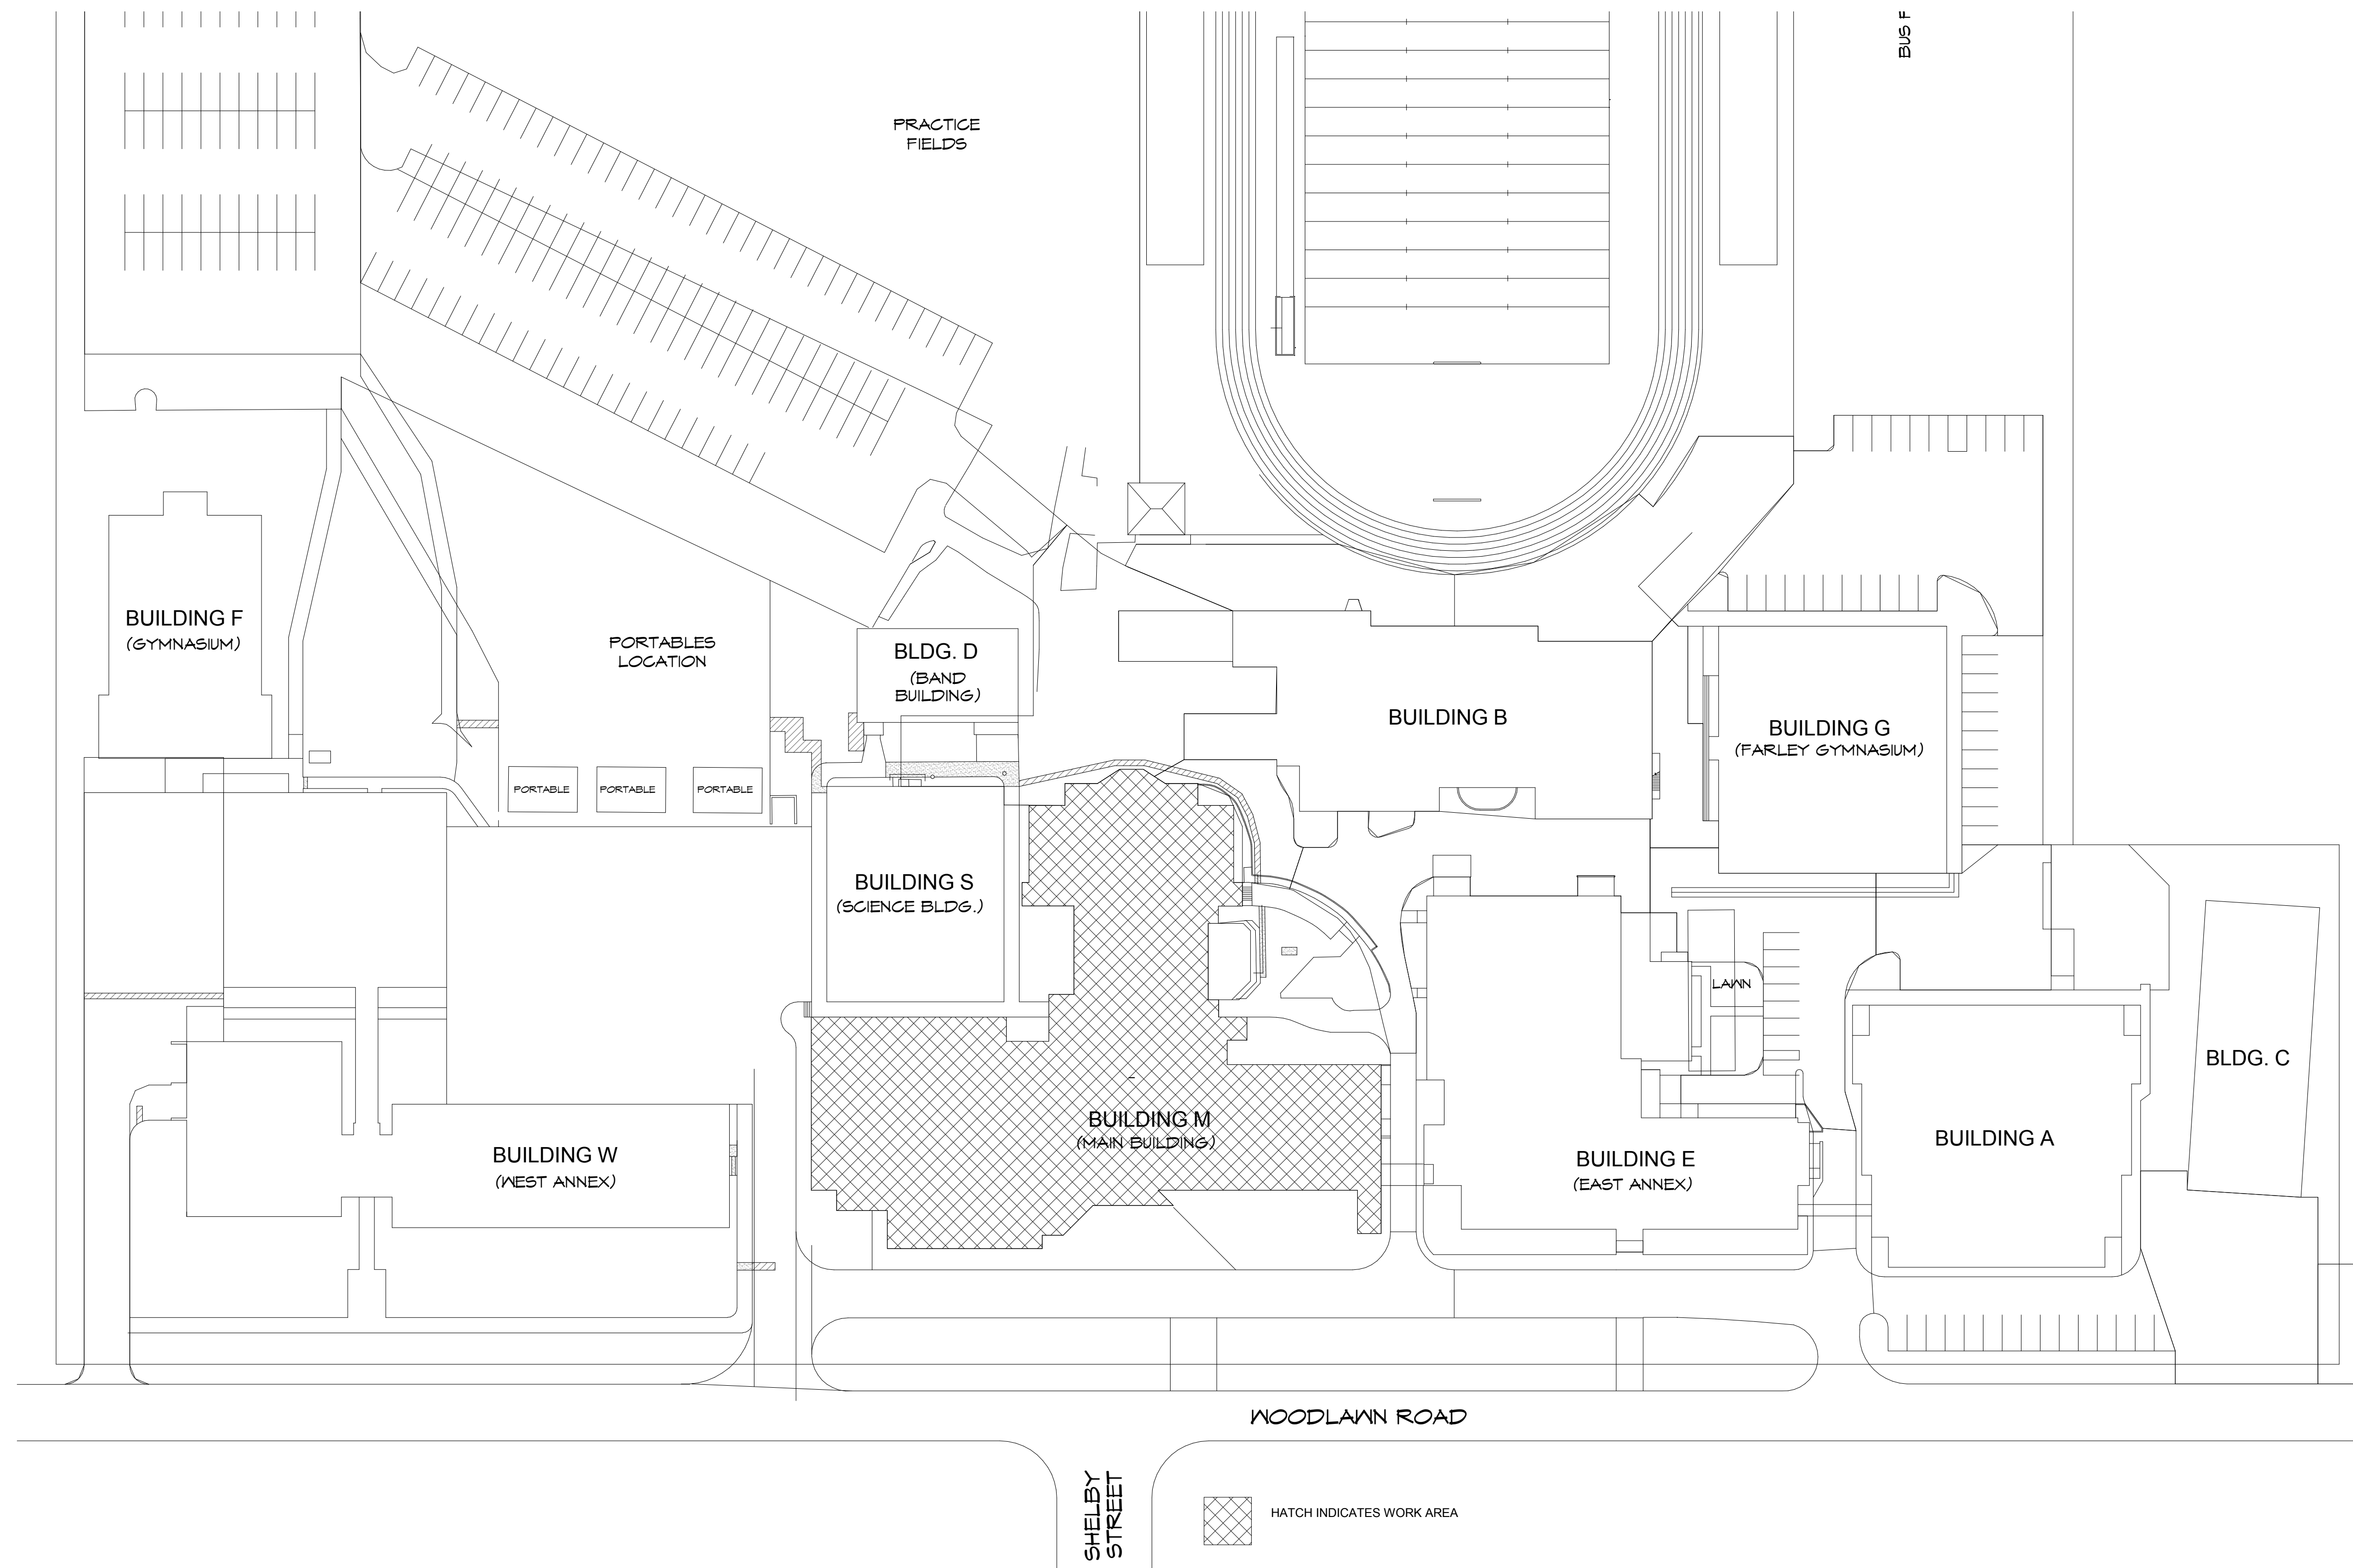 BUS F
PRACTICE
FIELDS
BUILDING F
(GYMNASIUM)
PORTABLES
LOCATION
BLDG. D
(BAND
BUILDING)
BUILDING B
BUILDING G
(FARLEY GYMNASIUM)
PORTABLE
PORTABLE
PORTABLE
BUILDING S
(SCIENCE BLDG.)
LAWN
BLDG. C
BUILDING M
(MAIN BUILDING)
BUILDING A
BUILDING W
(WEST ANNEX)
BUILDING E
(EAST ANNEX)
WOODLAWN ROAD
SHELBY
STREET
HATCH INDICATES WORK AREA